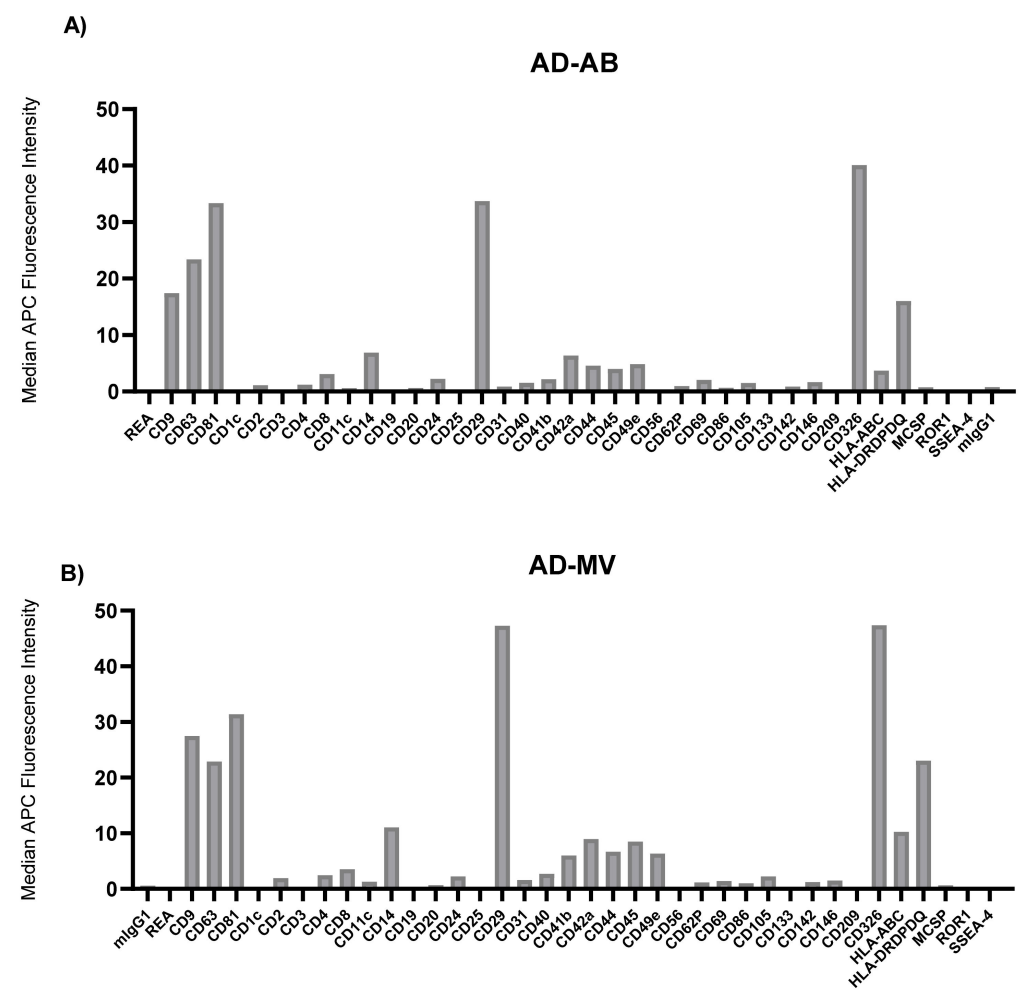 A)
AD-AB
Median APC Fluorescence Intensity
50
40
30
20
10
0
REA
CD9
CD63
CD81
CD1c
CD2
CD3
CD4
CD8
CD11c
CD14
CD19
CD20
CD24
CD25
CD29
CD31
CD40
CD41b
CD42a
CD44
CD45
CD49e
CD56
CD62P
CD69
CD86
CD105
CD133
CD142
CD146
CD209
CD326
HLA-ABC
HLA-DRDPDQ
MCSP
ROR1
SSEA-4
mIgG1
B)
AD-MV
Median APC Fluorescence Intensity
50
40
30
20
10
0
mIgG1
REA
CD9
CD63
CD81
CD1c
CD2
CD3
CD4
CD8
CD11c
CD14
CD19
CD20
CD24
CD25
CD29
CD31
CD40
CD41b
CD42a
CD44
CD45
CD49e
CD56
CD62P
CD69
CD86
CD105
CD133
CD142
CD146
CD209
CD326
HLA-ABC
HLA-DRDPDQ
MCSP
ROR1
SSEA-4